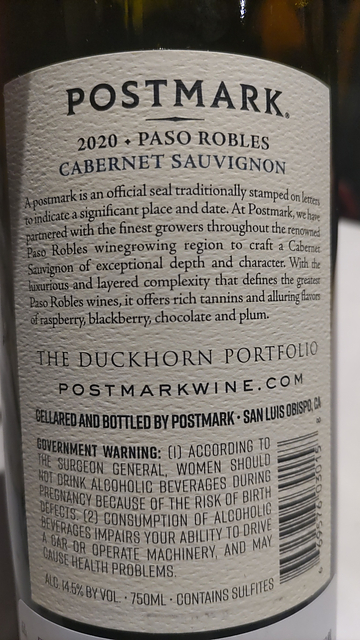 POSTMARK.
2020 • PASO ROBLES
CABERNET SAUVIGNON
A postmark is an official seal traditionally stamped on letters
to indicate a significant place and date. At Postmark, we have
partnered with the finest growers throughout the renowned
Paso Robles winegrowing region to craft a Cabernet
Sauvignon of exceptional depth and character. With the
luxurious and layered complexity that defines the greatest
Paso Robles wines, it offers rich tannins and alluring flavors
of raspberry, blackberry, chocolate and plum.
THE DUCKHORN PORTFOLIO
POSTMARKWINE.COM
CELLARED AND BOTTLED BY POSTMARK • SAN LUIS OBISPO, CA
GOVERNMENT WARNING: (1) ACCORDING TO
THE SURGEON GENERAL, WOMEN SHOULD
NOT DRINK ALCOHOLIC BEVERAGES DURING
PREGNANCY BECAUSE OF THE RISK OF BIRTH
DEFECTS. (2) CONSUMPTION OF ALCOHOLIC
BEVERAGES IMPAIRS YOUR ABILITY TO DRIVE
A CAR OR OPERATE MACHINERY, AND MAY
CAUSE HEALTH PROBLEMS.
ALC. 14.5% BY VOL. • 750ML • CONTAINS SULFITES